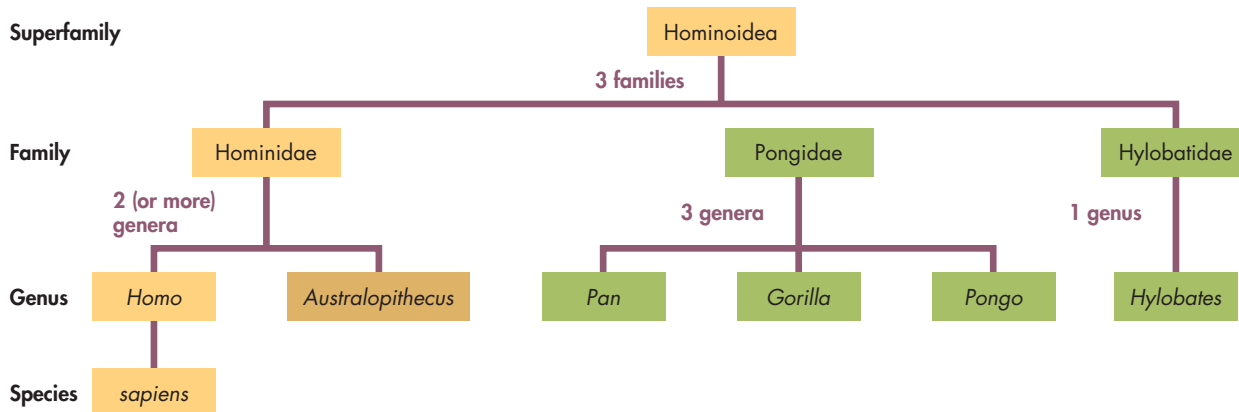 Superfamily
Hominoidea
3 families
Family
Hominidae
Pongidae
Hylobatidae
2 (or more)
genera
3 genera
1 genus
Genus
Homo
Australopithecus
Pan
Gorilla
Pongo
Hylobates
Species
sapiens